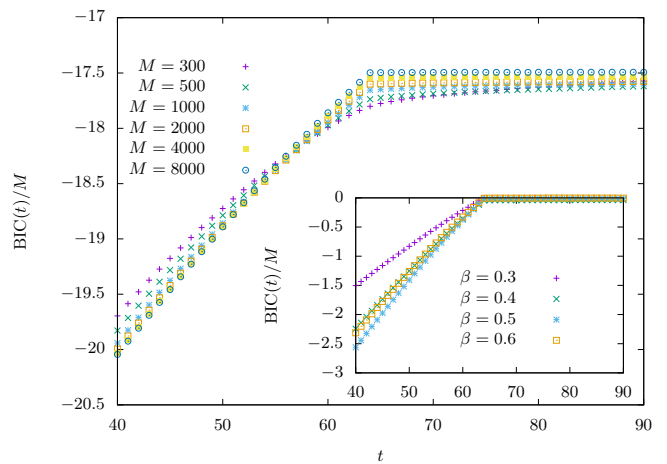 −17
−17.5
−18
−18.5
−19
−19.5
−20
−20.5
BIC(t)/M
40
50
60
70
80
90
t
M = 300
M = 500
M = 1000
M = 2000
M = 4000
M = 8000
0
−0.5
−1
−1.5
−2
−2.5
−3
BIC(t)/M
40
50
60
70
80
90
β = 0.3
β = 0.4
β = 0.5
β = 0.6